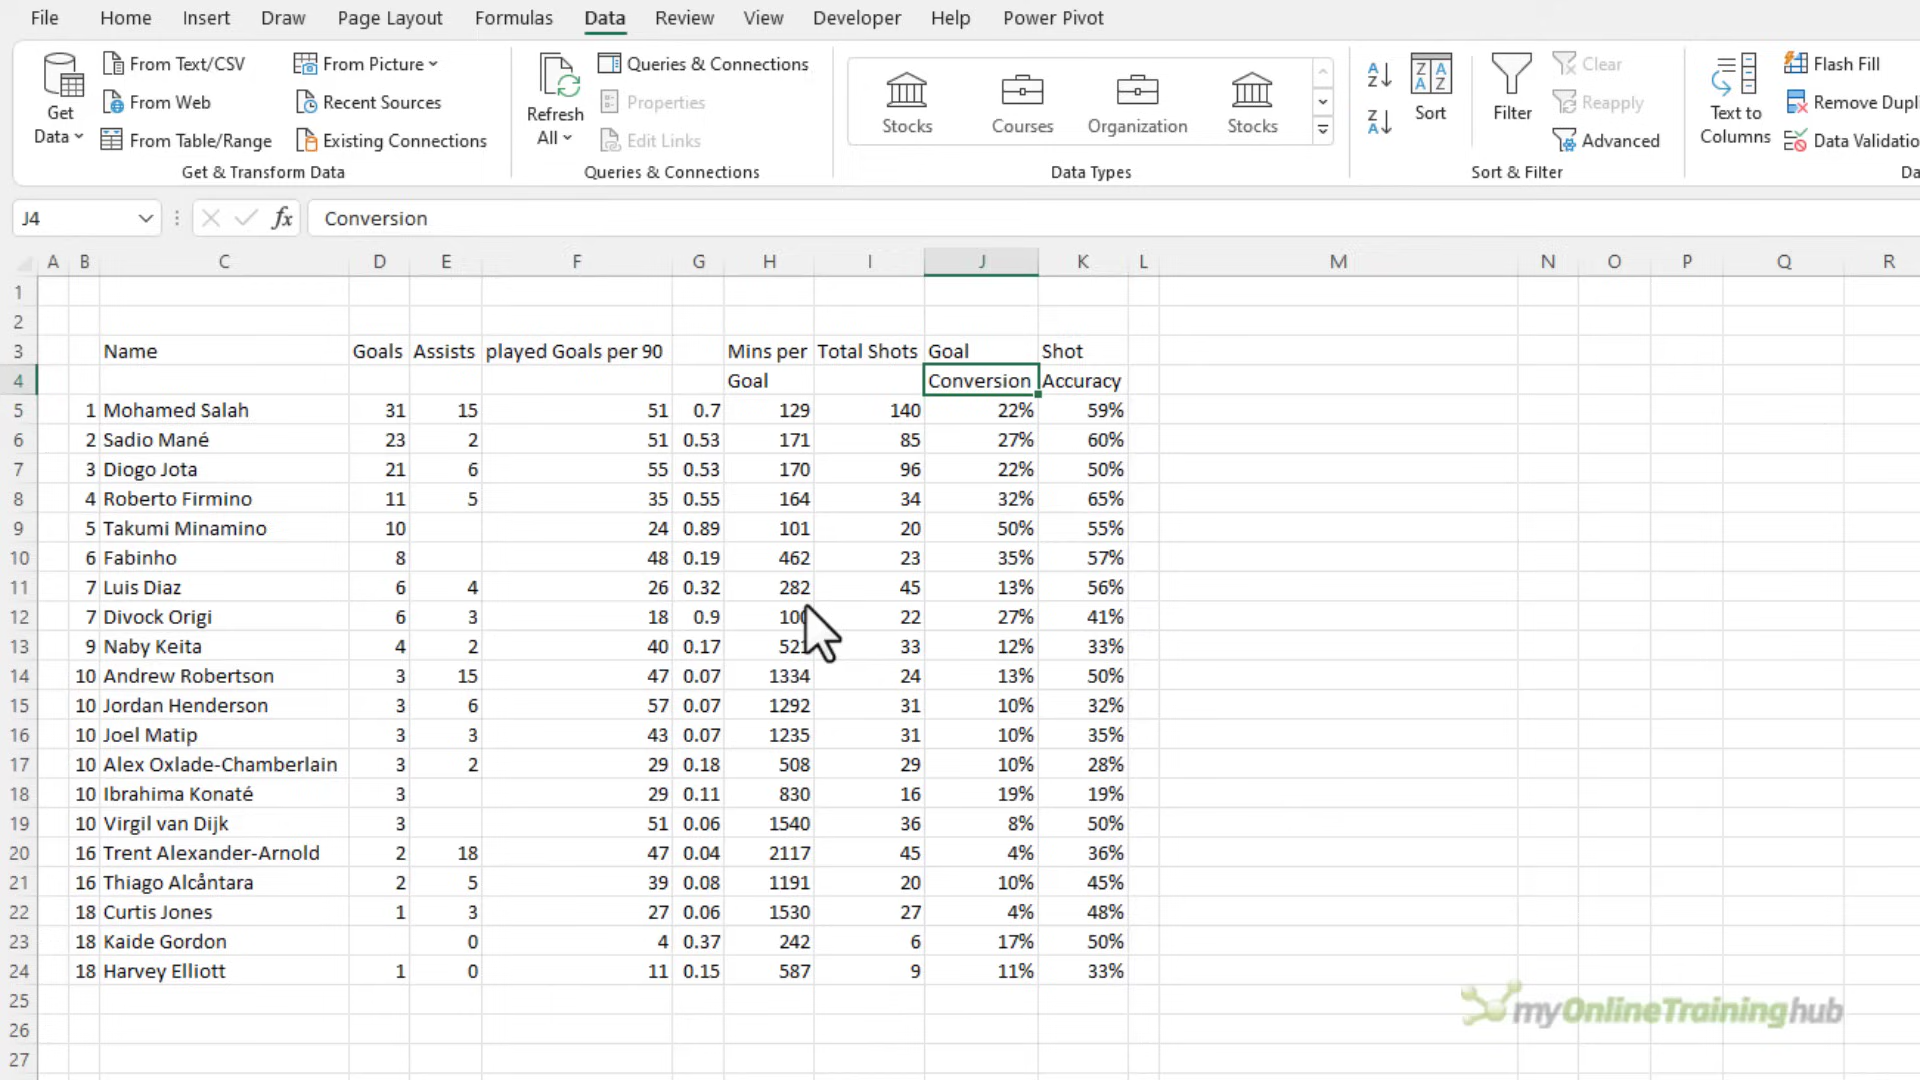 File Home Insert Draw Page Layout Formulas Data Review View Developer Help Power Pivot
Get Data
From Text/CSV
From Web
From Table/Range
From Picture
Recent Sources
Existing Connections
Get & Transform Data
Refresh All
Queries & Connections
Properties
Edit Links
Queries & Connections
Stocks Courses Organization Stocks
Data Types
Sort
Filter
Clear
Reapply
Advanced
Sort & Filter
Text to Columns
Flash Fill
Remove Dupli
Data Validatio
Da
J4 fx Conversion
A B C D E F G H I J K L M N O P Q R
1
2
3 Name Goals Assists played Goals per 90 Mins per Total Shots Goal Shot
4 Goal Conversion Accuracy
5 1 Mohamed Salah 31 15 51 0.7 129 140 22% 59%
6 2 Sadio Mané 23 2 51 0.53 171 85 27% 60%
7 3 Diogo Jota 21 6 55 0.53 170 96 22% 50%
8 4 Roberto Firmino 11 5 35 0.55 164 34 32% 65%
9 5 Takumi Minamino 10 24 0.89 101 20 50% 55%
10 6 Fabinho 8 48 0.19 462 23 35% 57%
11 7 Luis Diaz 6 4 26 0.32 282 45 13% 56%
12 7 Divock Origi 6 3 18 0.9 22 27% 41%
13 9 Naby Keita 4 2 40 0.17 521 33 12% 33%
14 10 Andrew Robertson 3 15 47 0.07 1334 24 13% 50%
15 10 Jordan Henderson 3 6 57 0.07 1292 31 10% 32%
16 10 Joel Matip 3 3 43 0.07 1235 31 10% 35%
17 10 Alex Oxlade-Chamberlain 3 2 29 0.18 508 29 10% 28%
18 10 Ibrahima Konaté 3 29 0.11 830 16 19% 19%
19 10 Virgil van Dijk 3 51 0.06 1540 36 8% 50%
20 16 Trent Alexander-Arnold 2 18 47 0.04 2117 45 4% 36%
21 16 Thiago Alcåntara 2 5 39 0.08 1191 20 10% 45%
22 18 Curtis Jones 1 3 27 0.06 1530 27 4% 48%
23 18 Kaide Gordon 0 4 0.37 242 6 17% 50%
24 18 Harvey Elliott 1 0 11 0.15 587 9 11% 33%
25
26
27
myOnlineTraininghub